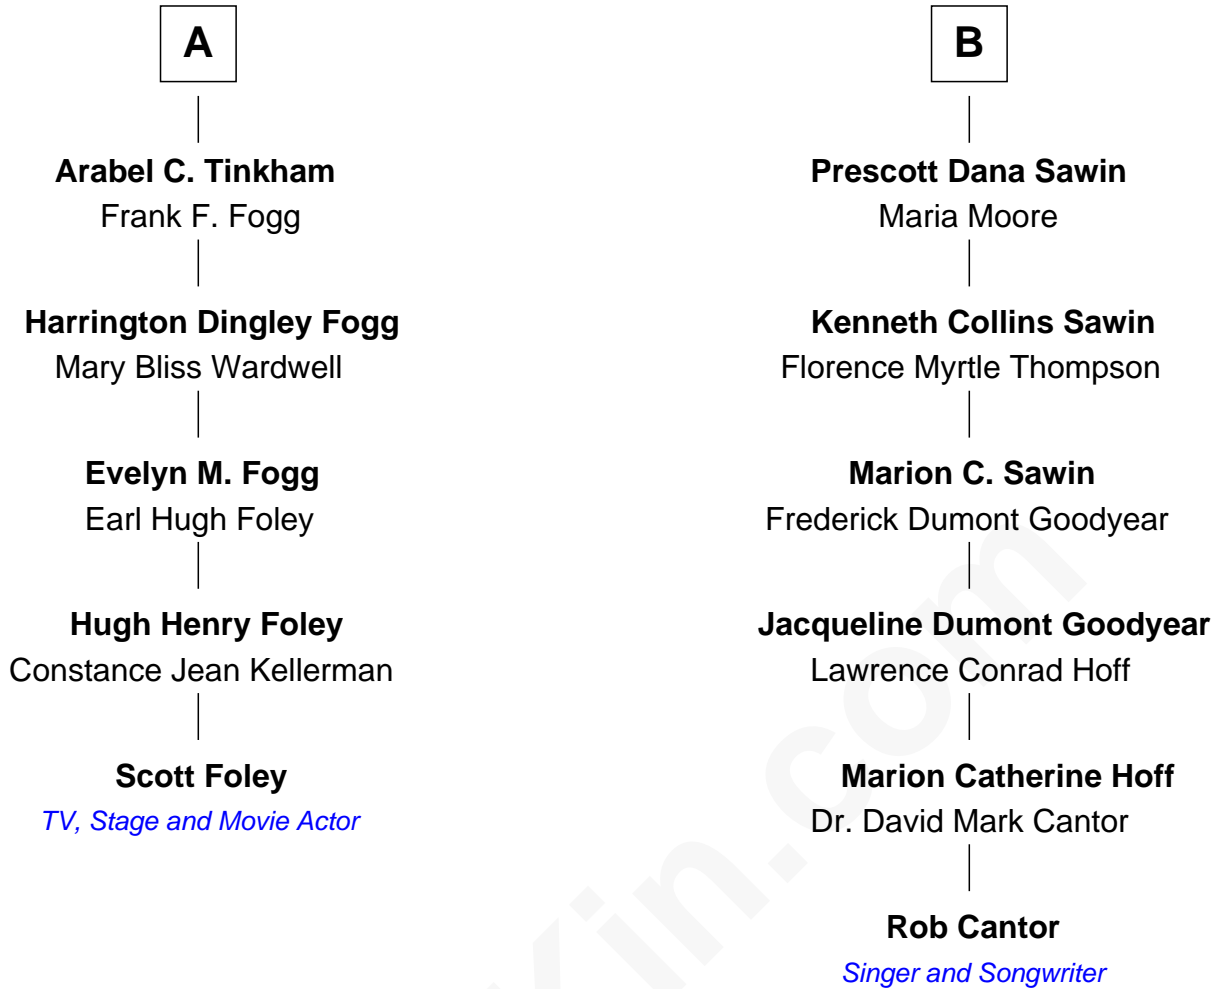 A
Arabel C. Tinkham
Frank F. Fogg
Harrington Dingley Fogg
Mary Bliss Wardwell
Evelyn M. Fogg
Earl Hugh Foley
Hugh Henry Foley
Constance Jean Kellerman
Scott Foley
TV, Stage and Movie Actor
B
Prescott Dana Sawin
Maria Moore
Kenneth Collins Sawin
Florence Myrtle Thompson
Marion C. Sawin
Frederick Dumont Goodyear
Jacqueline Dumont Goodyear
Lawrence Conrad Hoff
Marion Catherine Hoff
Dr. David Mark Cantor
Rob Cantor
Singer and Songwriter
Kin.com